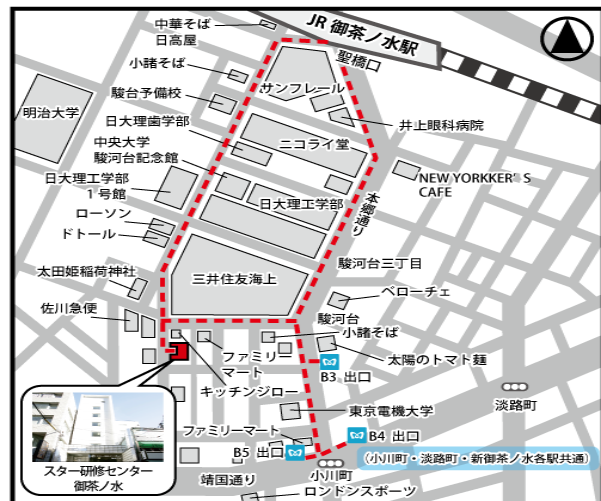 JR 御茶ノ水駅
中華そば
日高屋
聖橋口
小諸そば
サンフレール
駿台予備校
明治大学
井上眼科病院
日大理歯学部
ニコライ堂
中央大学
駿河台記念館
NEW YORKKER'S
CAFE
日大理工学部
1号館
日大理工学部
本郷通り
ローソン
ドトール
駿河台三丁目
太田姫稲荷神社
三井住友海上
ベローチェ
佐川急便
駿河台
小諸そば
ファミリー
マート
太陽のトマト麺
キッチンジロー
B3 出口
淡路町
東京電機大学
ファミリーマート
B4 出口
B5 出口
(小川町・淡路町・新御茶ノ水各駅共通)
小川町
スター研修センター
御茶ノ水
靖国通り
ロンドンスポーツ